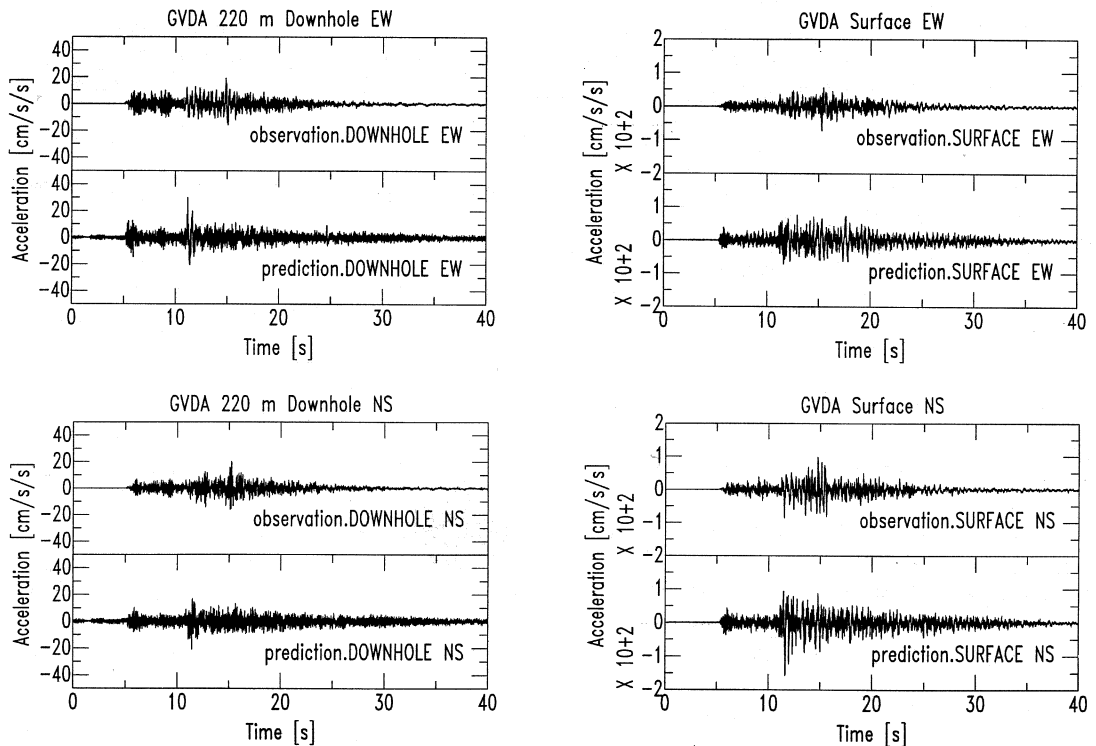 GVDA 220 m Downhole EW
Acceleration [cm/s/s]
40
20
0
−20
−40
observation.DOWNHOLE EW
40
20
0
−20
−40
prediction.DOWNHOLE EW
0 10 20 30 40
Time [s]
GVDA Surface EW
Acceleration [cm/s/s]
X 10+2 X 10+2
2
1
0
−1
−2
observation.SURFACE EW
1
0
−1
−2
prediction.SURFACE EW
0 10 20 30 40
Time [s]
GVDA 220 m Downhole NS
Acceleration [cm/s/s]
40
20
0
−20
−40
observation.DOWNHOLE NS
40
20
0
−20
−40
prediction.DOWNHOLE NS
0 10 20 30 40
Time [s]
GVDA Surface NS
Acceleration [cm/s/s]
X 10+2 X 10+2
2
1
0
−1
−2
observation.SURFACE NS
1
0
−1
−2
prediction.SURFACE NS
0 10 20 30 40
Time [s]